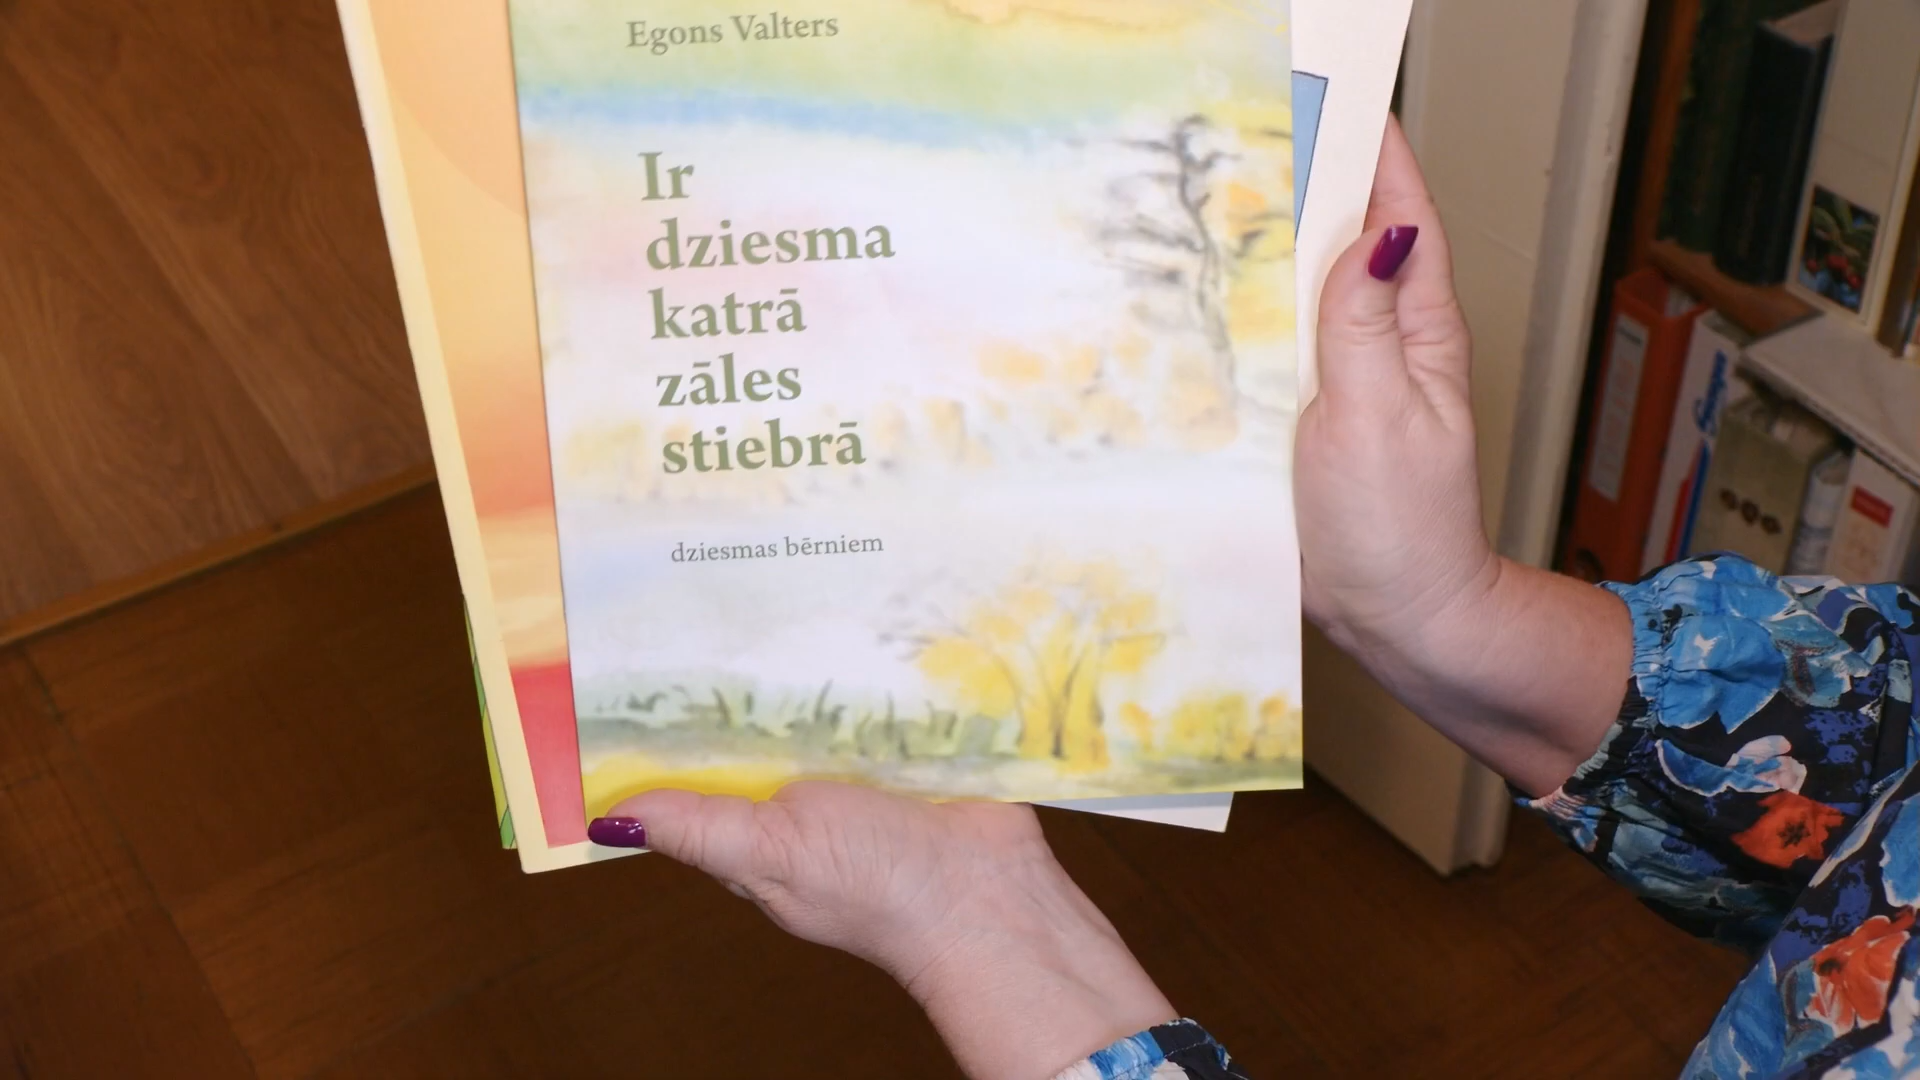 Egons Valters
Ir
dziesma
katrā
zāles
stiebrā
dziesmas bērniem